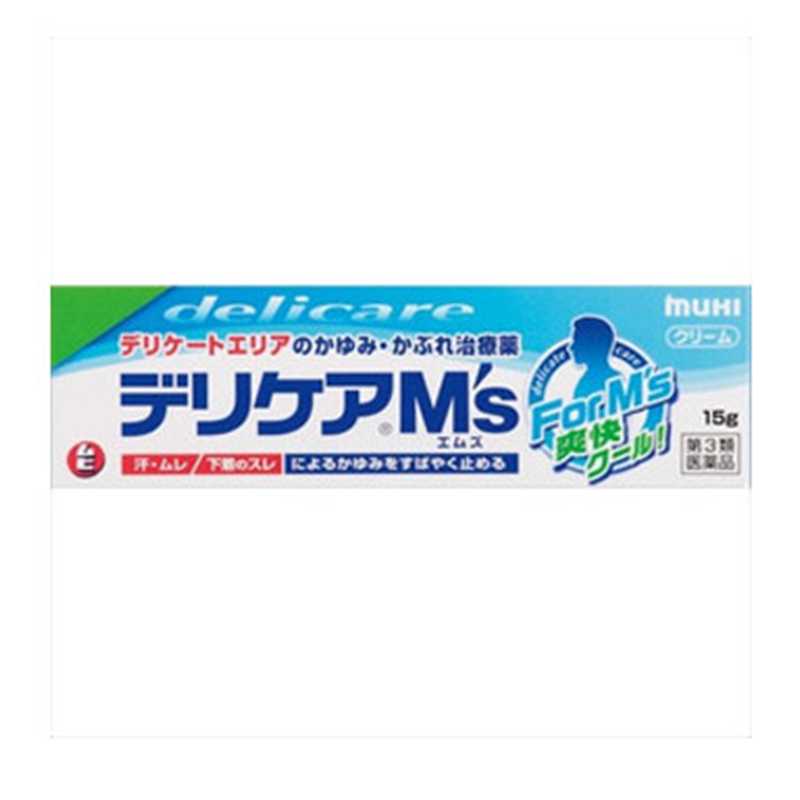 delicare
muHI
デリケートエリアのかゆみ・かぶれ治療薬
クリーム
デリケアM's
®
エムズ
delicate care
For M's
爽快
クール!
15g
第3類
医薬品
汗・ムレ/下着のスレによるかゆみをすばやく止める